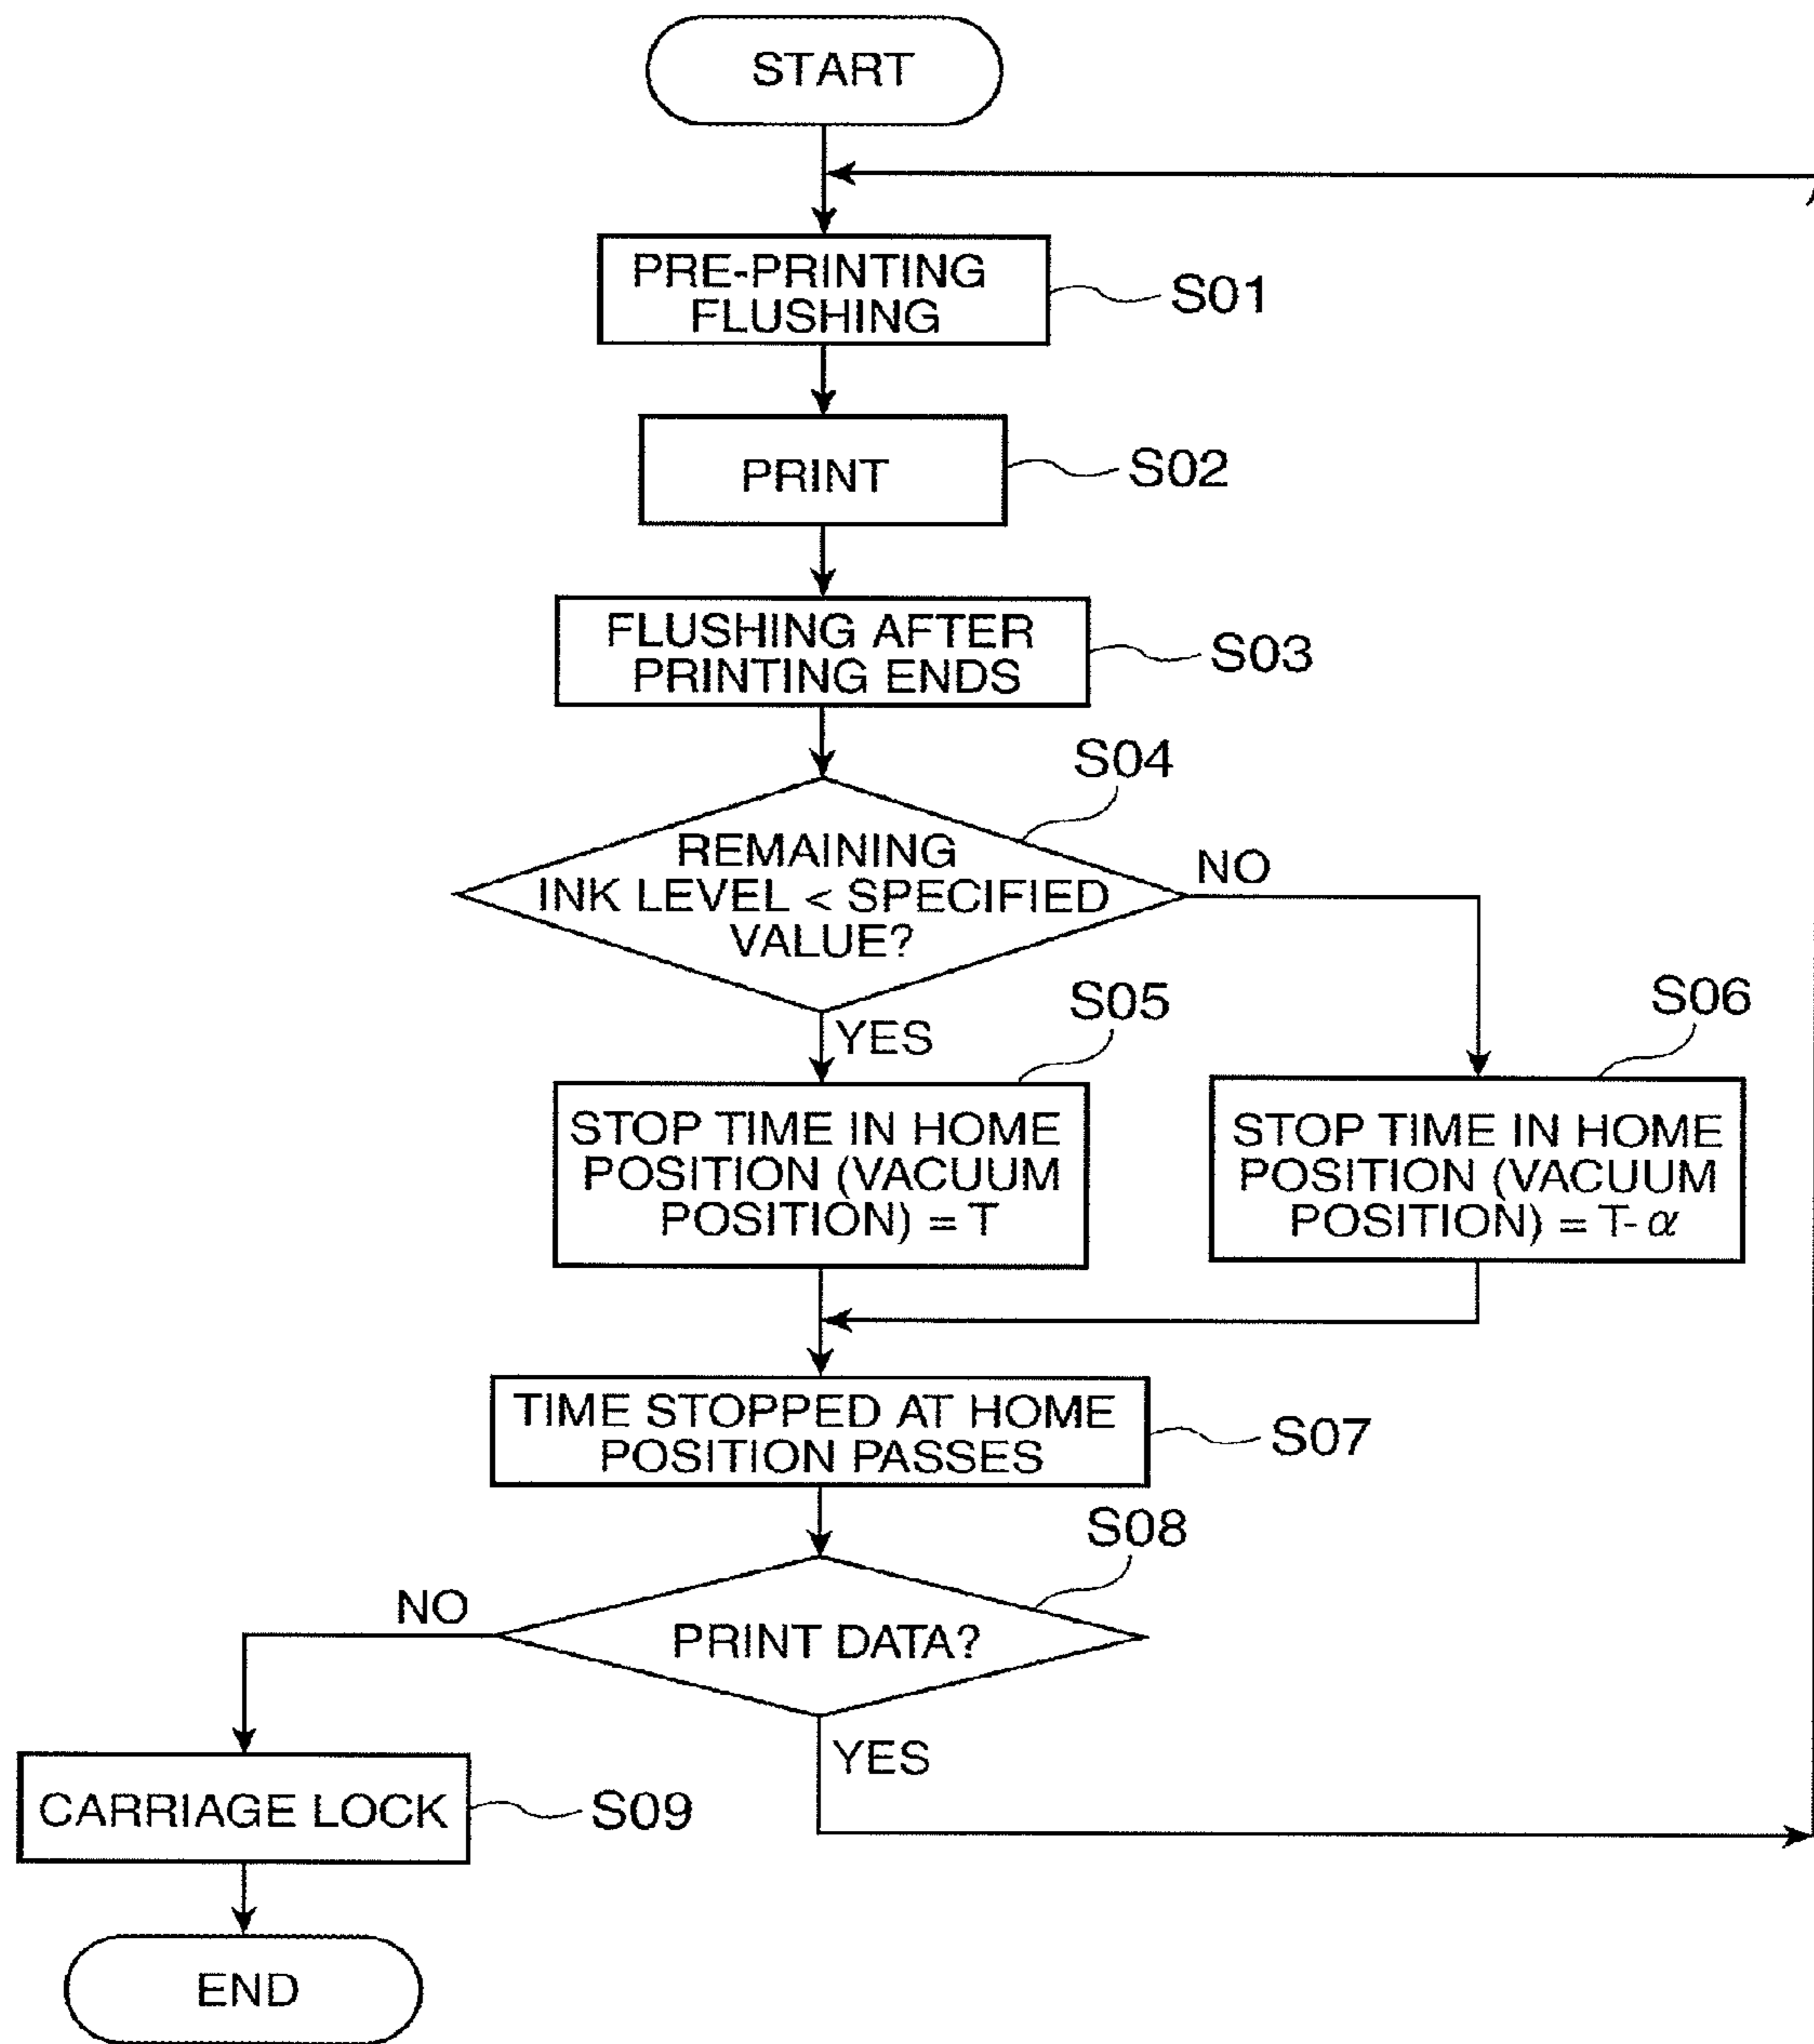 START
PRE-PRINTING
FLUSHING
S01
PRINT
S02
FLUSHING AFTER
PRINTING ENDS
S03
S04
REMAINING
INK LEVEL < SPECIFIED
VALUE?
NO
YES
S05
S06
STOP TIME IN HOME
POSITION (VACUUM
POSITION) = T
STOP TIME IN HOME
POSITION (VACUUM
POSITION) = T- α
TIME STOPPED AT HOME
POSITION PASSES
S07
S08
PRINT DATA?
NO
YES
CARRIAGE LOCK
S09
END